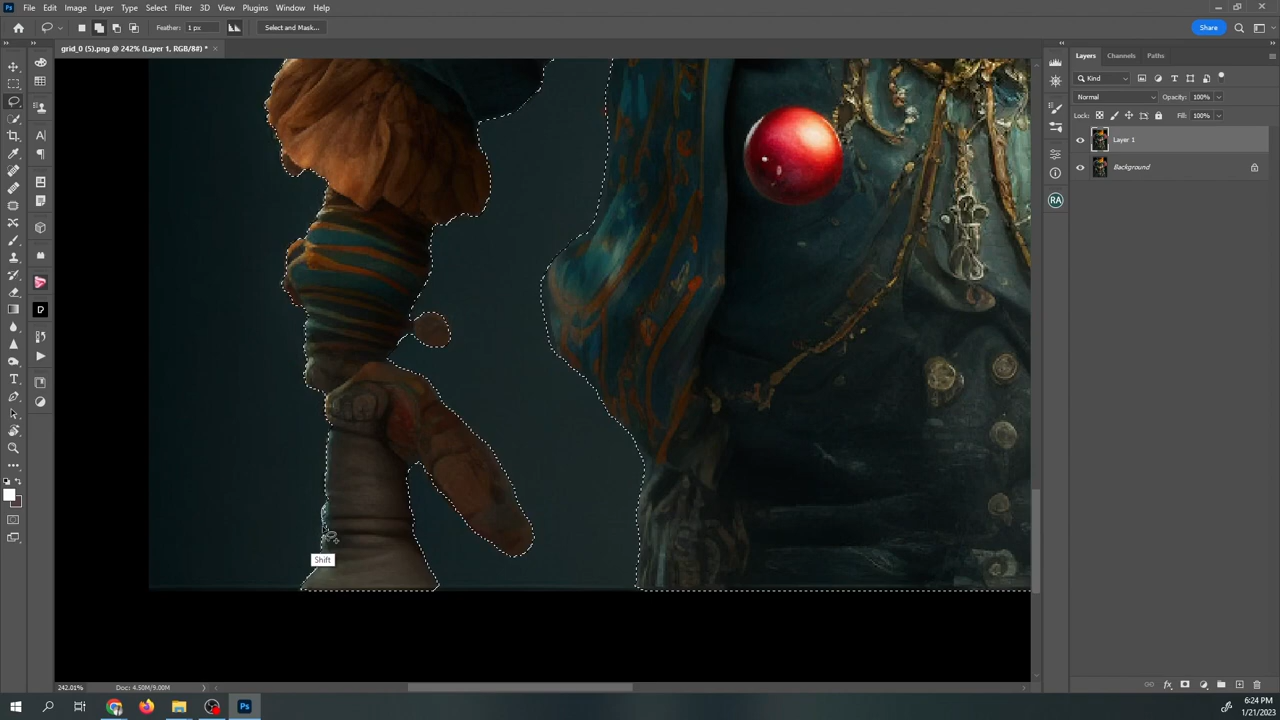 File Edit Image Layer Type Select Filter 3D View Plugins Window Help
Feather: 1 px Select and Mask... Share
grid_0 (5).png @ 242% (Layer 1, RGB/8#) *
Layers Channels Paths
Kind
Normal Opacity: 100%
Lock: Fill: 100%
Layer 1
Background
RA
Shift
242.01% Doc: 4.50M/9.00M
6:24 PM
1/21/2023